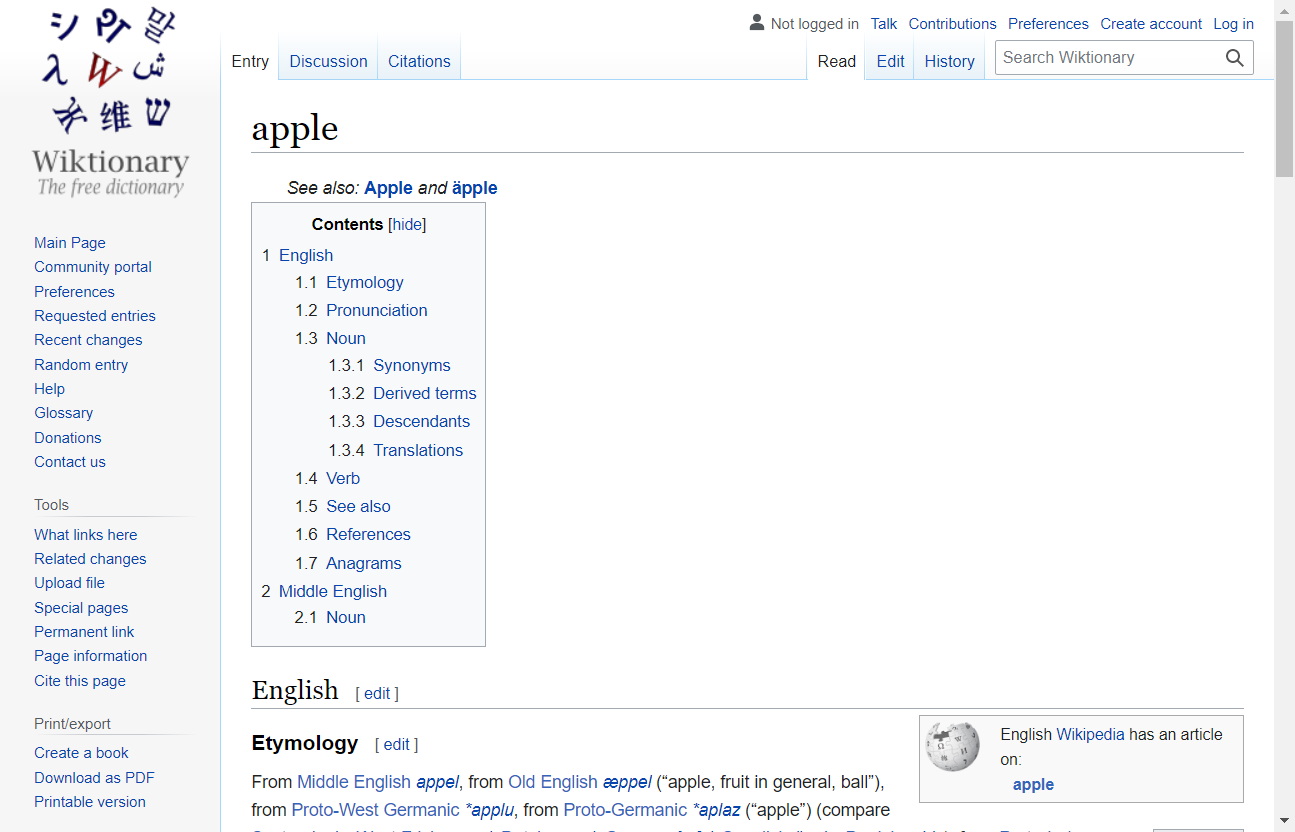 Not logged in Talk Contributions Preferences Create account Log in
Entry Discussion Citations Read Edit History Search Wiktionary
シ 말
λ W ش
维 ש
Wiktionary
The free dictionary
Main Page
Community portal
Preferences
Requested entries
Recent changes
Random entry
Help
Glossary
Donations
Contact us
Tools
What links here
Related changes
Upload file
Special pages
Permanent link
Page information
Cite this page
Print/export
Create a book
Download as PDF
Printable version
apple
See also: Apple and äpple
Contents [hide]
1 English
1.1 Etymology
1.2 Pronunciation
1.3 Noun
1.3.1 Synonyms
1.3.2 Derived terms
1.3.3 Descendants
1.3.4 Translations
1.4 Verb
1.5 See also
1.6 References
1.7 Anagrams
2 Middle English
2.1 Noun
English [ edit ]
Etymology [ edit ]
From Middle English appel, from Old English æppel (“apple, fruit in general, ball”),
from Proto-West Germanic *applu, from Proto-Germanic *aplaz (“apple”) (compare
English Wikipedia has an article
on:
apple